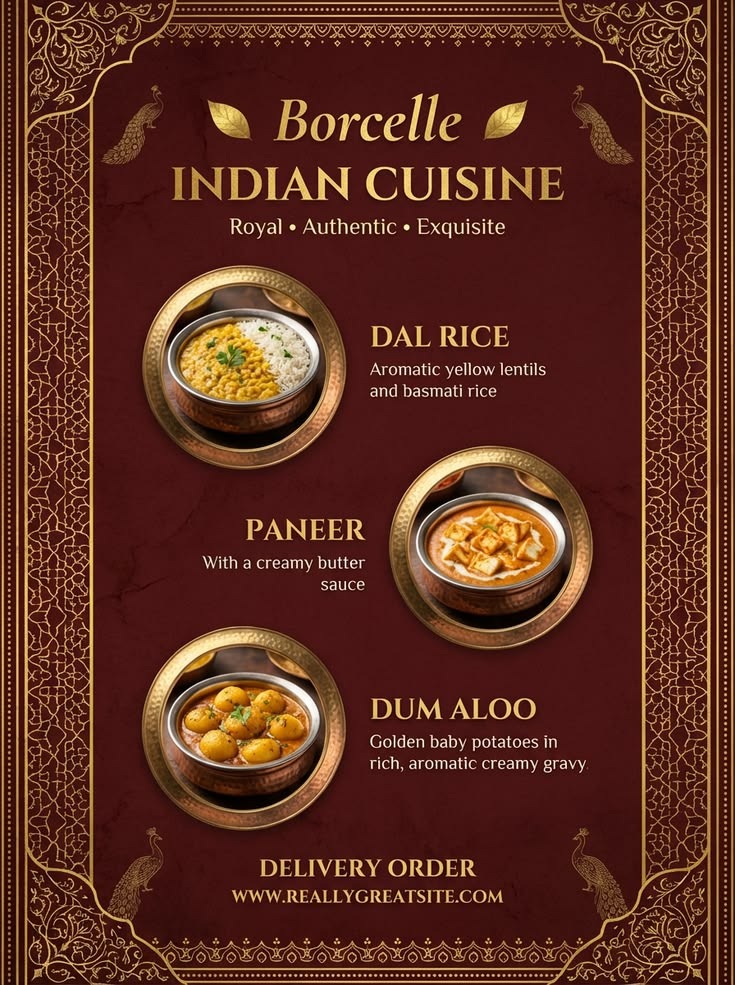 Borcelle
INDIAN CUISINE
Royal • Authentic • Exquisite
DAL RICE
Aromatic yellow lentils
and basmati rice
PANEER
With a creamy butter
sauce
DUM ALOO
Golden baby potatoes in
rich, aromatic creamy gravy
DELIVERY ORDER
WWW.REALLYGREATSITE.COM